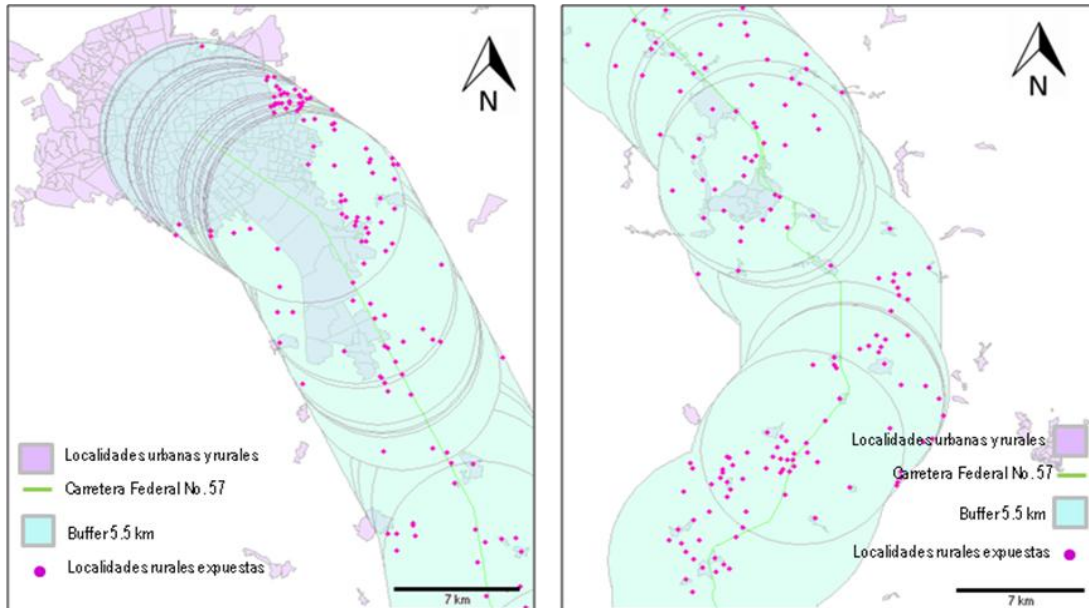 N
Localidades urbanas y rurales
Carretera Federal No. 57
Buffer 5.5 km
Localidades rurales expuestas
7 km
N
Localidades urbanas y rurales
Carretera Federal No. 57
Buffer 5.5 km
Localidades rurales expuestas
7 km